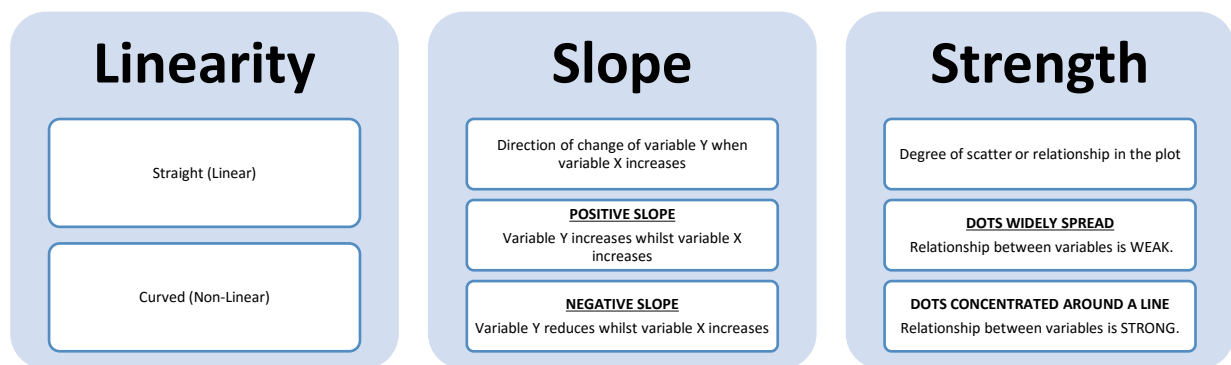 Linearity
Straight (Linear)
Curved (Non-Linear)
Slope
Direction of change of variable Y when
variable X increases
POSITIVE SLOPE
Variable Y increases whilst variable X
increases
NEGATIVE SLOPE
Variable Y reduces whilst variable X increases
Strength
Degree of scatter or relationship in the plot
DOTS WIDELY SPREAD
Relationship between variables is WEAK.
DOTS CONCENTRATED AROUND A LINE
Relationship between variables is STRONG.